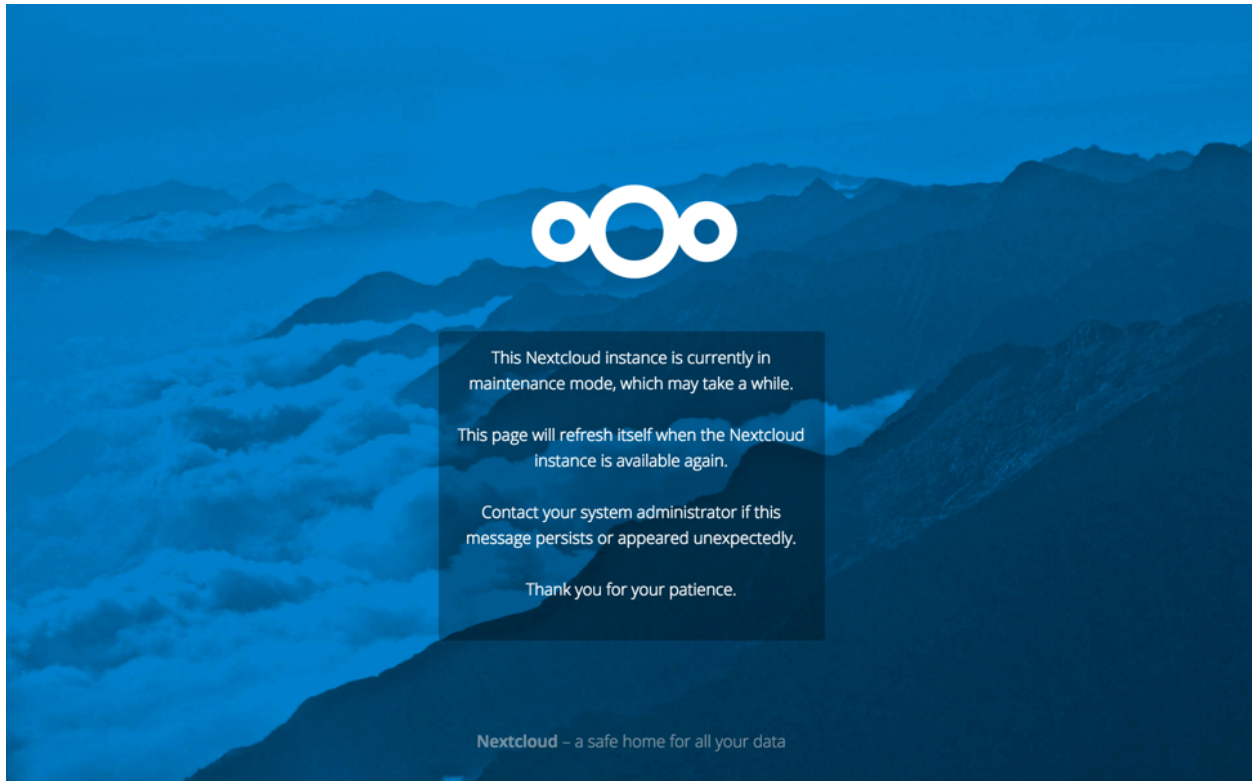 This Nextcloud instance is currently in
maintenance mode, which may take a while.
This page will refresh itself when the Nextcloud
instance is available again.
Contact your system administrator if this
message persists or appeared unexpectedly.
Thank you for your patience.
Nextcloud – a safe home for all your data